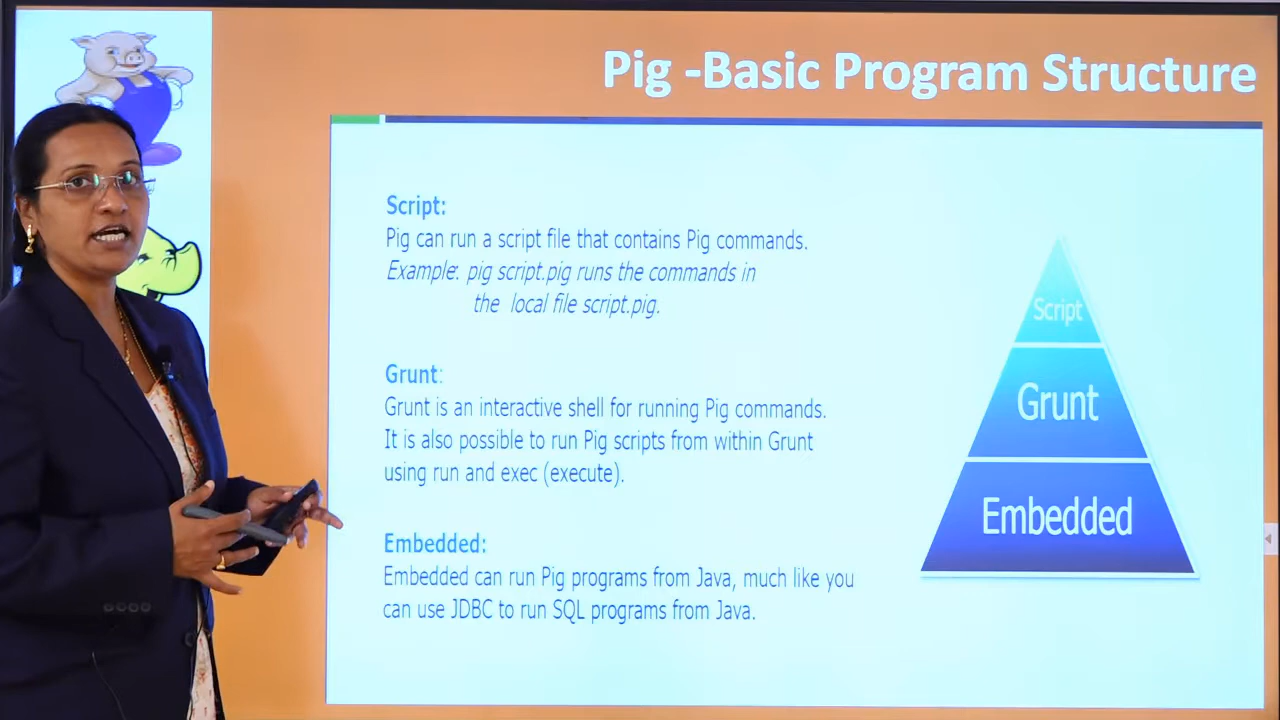 Pig -Basic Program Structure
Script:
Pig can run a script file that contains Pig commands.
Example: pig script.pig runs the commands in
the local file script.pig.
Grunt:
Grunt is an interactive shell for running Pig commands.
It is also possible to run Pig scripts from within Grunt
using run and exec (execute).
Embedded:
Embedded can run Pig programs from Java, much like you
can use JDBC to run SQL programs from Java.
Script
Grunt
Embedded